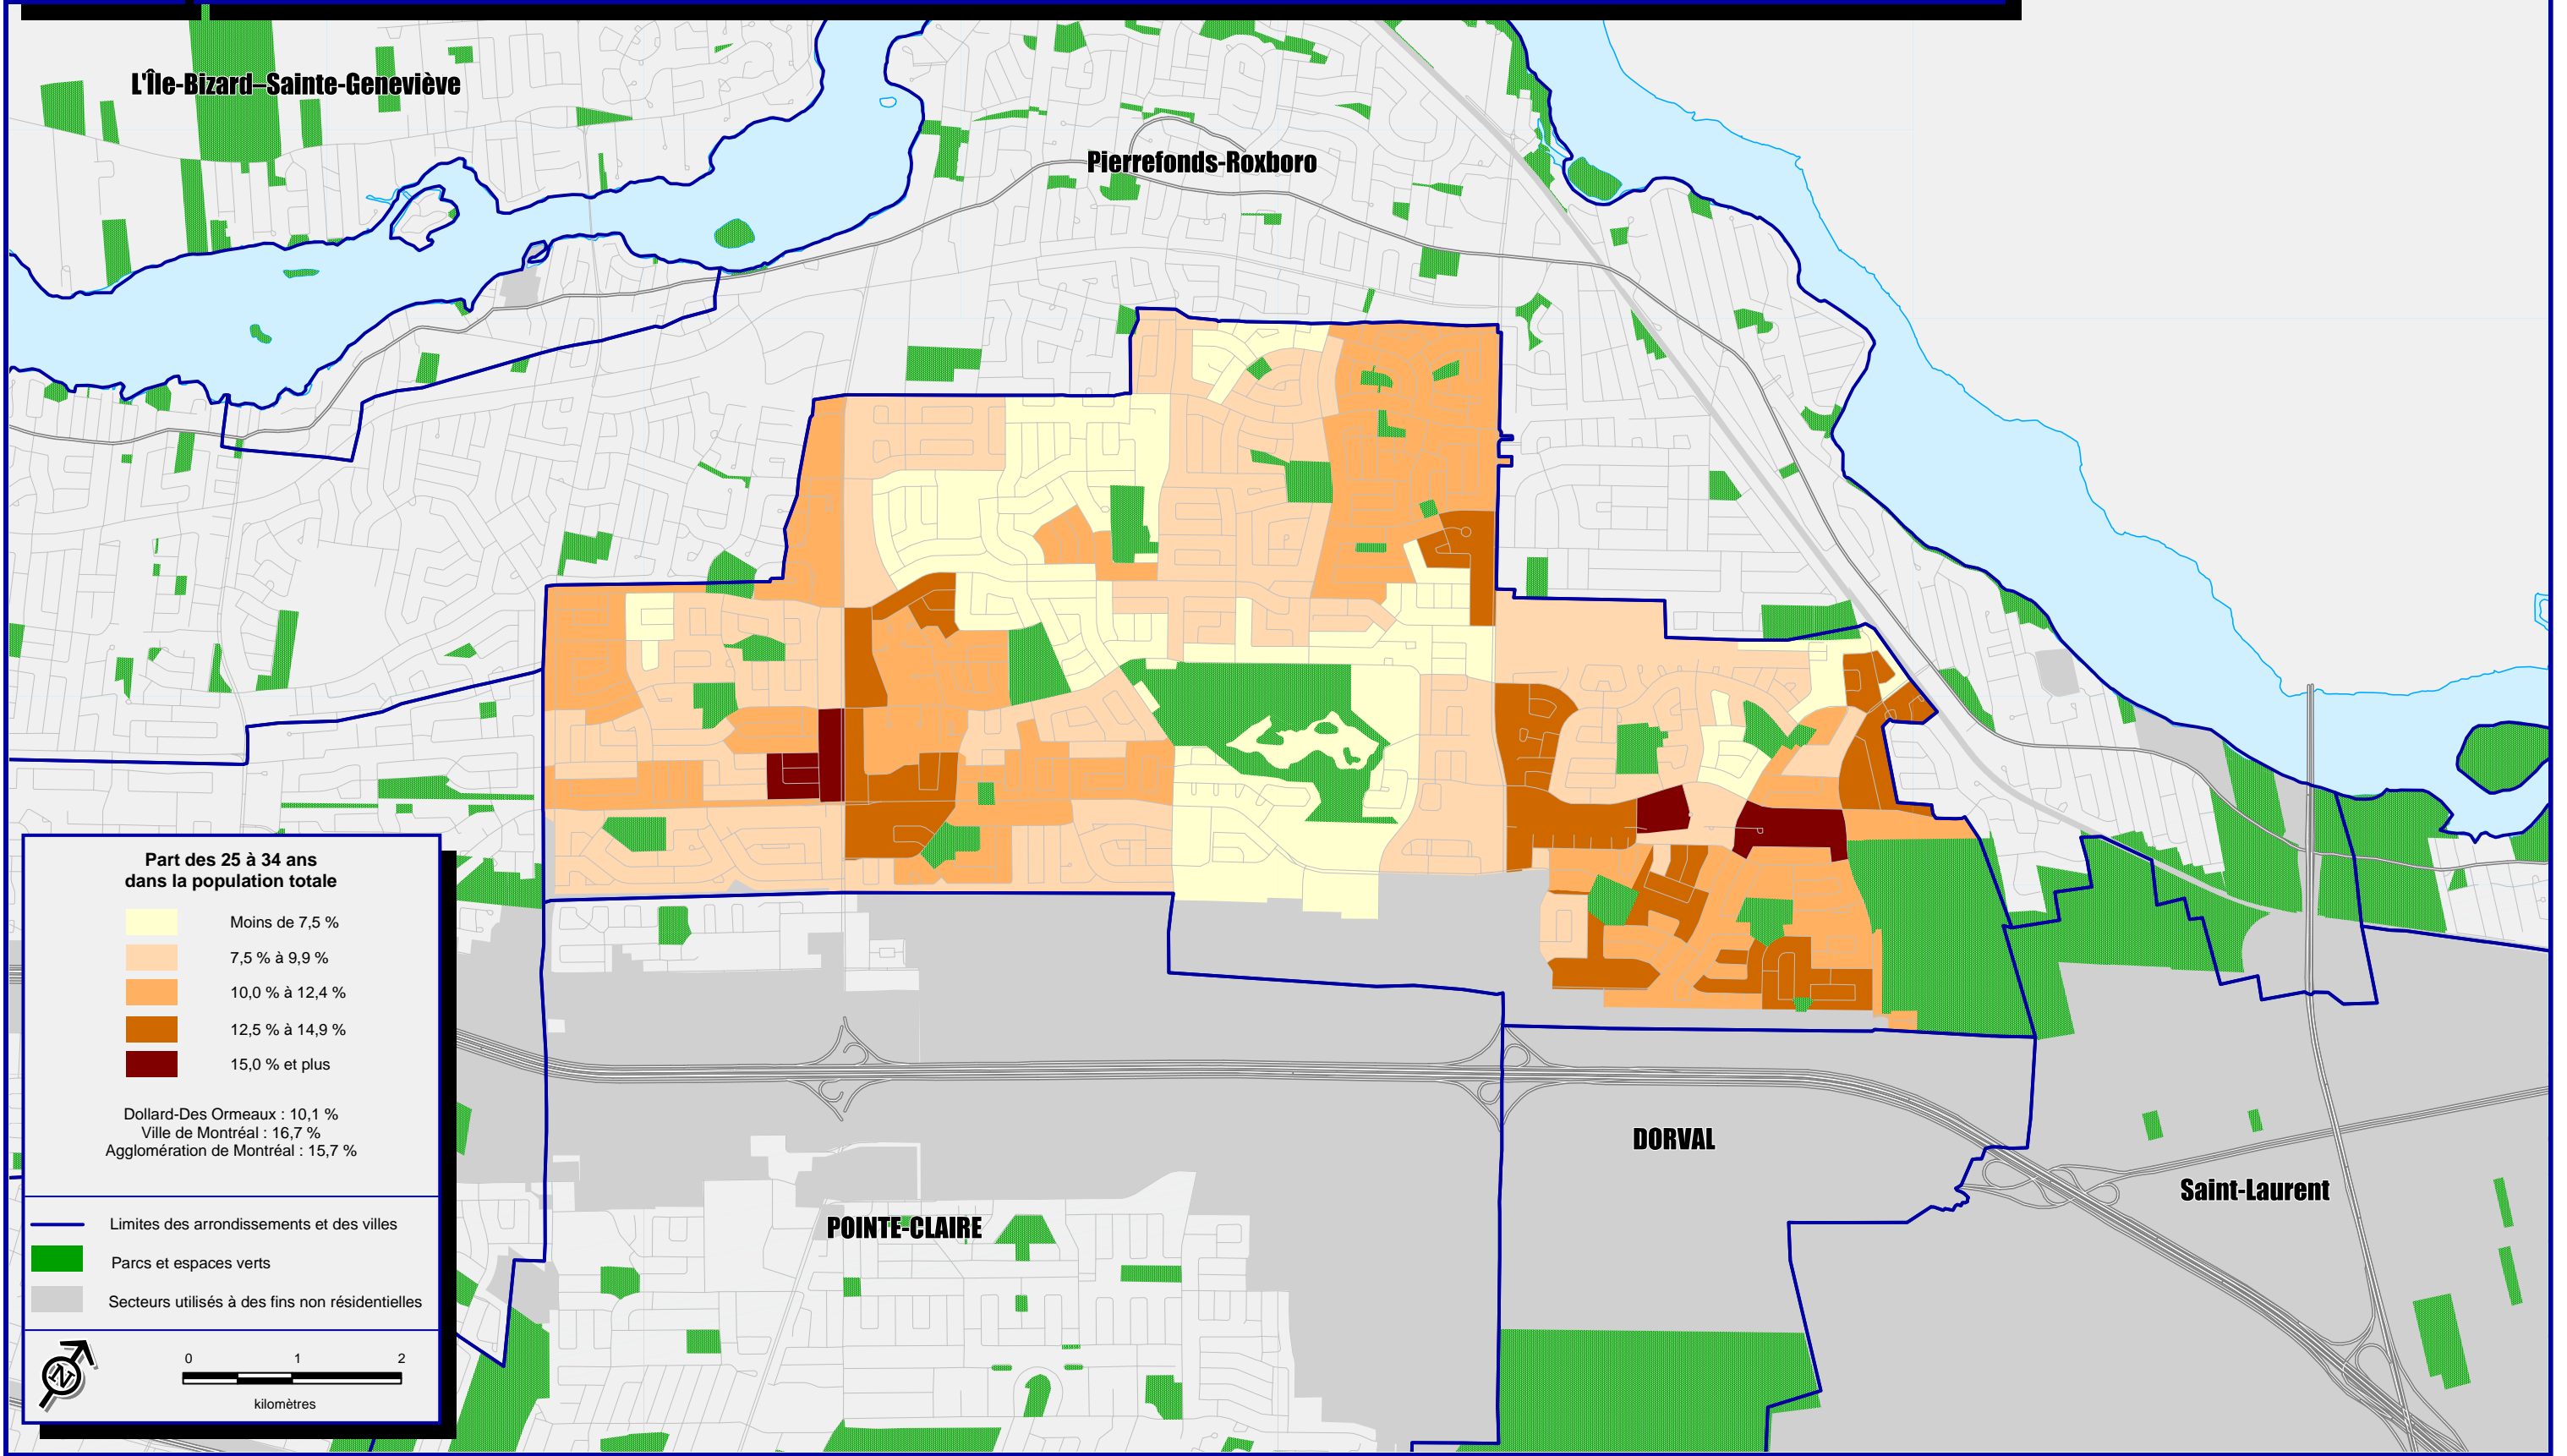 L'Île-Bizard–Sainte-Geneviève
Pierrefonds-Roxboro
Part des 25 à 34 ans
dans la population totale
Moins de 7,5 %
7,5 % à 9,9 %
10,0 % à 12,4 %
12,5 % à 14,9 %
15,0 % et plus
Dollard-Des Ormeaux : 10,1 %
Ville de Montréal : 16,7 %
Agglomération de Montréal : 15,7 %
Limites des arrondissements et des villes
Parcs et espaces verts
Secteurs utilisés à des fins non résidentielles
N
0 1 2
kilomètres
DORVAL
Saint-Laurent
POINTE-CLAIRE